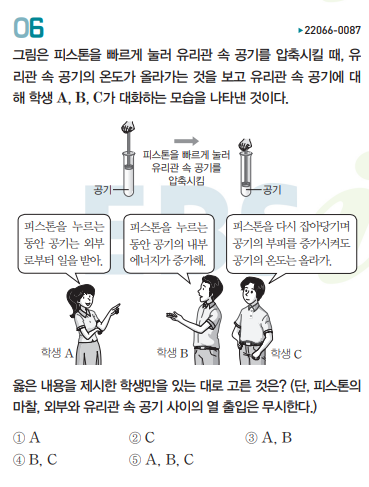 06
▶22066-0087
그림은 피스톤을 빠르게 눌러 유리관 속 공기를 압축시킬 때, 유
리관 속 공기의 온도가 올라가는 것을 보고 유리관 속 공기에 대
해 학생 A, B, C가 대화하는 모습을 나타낸 것이다.
피스톤을 빠르게 눌러
유리관 속 공기를
압축시킴
공기
공기
피스톤을 누르는
동안 공기는 외부
로부터 일을 받아.
피스톤을 누르는
동안 공기의 내부
에너지가 증가해.
피스톤을 다시 잡아당기며
공기의 부피를 증가시켜도
공기의 온도는 올라가.
학생 A
학생 B
학생 C
옳은 내용을 제시한 학생만을 있는 대로 고른 것은? (단, 피스톤의
마찰, 외부와 유리관 속 공기 사이의 열 출입은 무시한다.)
① A ② C ③ A, B
④ B, C ⑤ A, B, C
EBSi